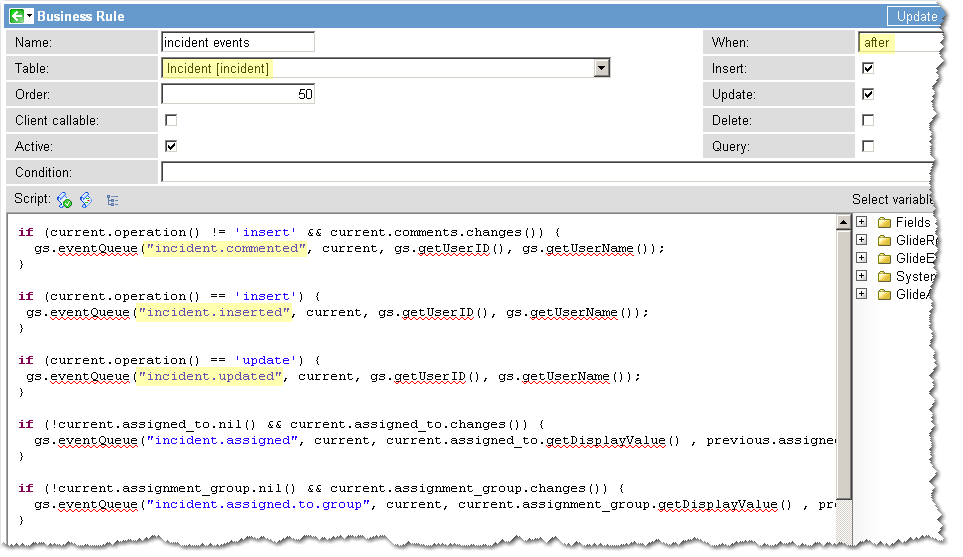 Business Rule
Update
Name: incident events
When: after
Table: Incident [incident]
Insert:
Order: 50
Update:
Client callable:
Delete:
Active:
Query:
Condition:
Script:
Select variable
if (current.operation() != 'insert' && current.comments.changes()) {
gs.eventQueue("incident.commented", current, gs.getUserID(), gs.getUserName());
}
if (current.operation() == 'insert') {
gs.eventQueue("incident.inserted", current, gs.getUserID(), gs.getUserName());
}
if (current.operation() == 'update') {
gs.eventQueue("incident.updated", current, gs.getUserID(), gs.getUserName());
}
if (!current.assigned_to.nil() && current.assigned_to.changes()) {
gs.eventQueue("incident.assigned", current, current.assigned_to.getDisplayValue() , previous.assigned
}
if (!current.assignment_group.nil() && current.assignment_group.changes()) {
gs.eventQueue("incident.assigned.to.group", current, current.assignment_group.getDisplayValue() , pre
}
Fields
GlideR
GlideE
System
GlideA